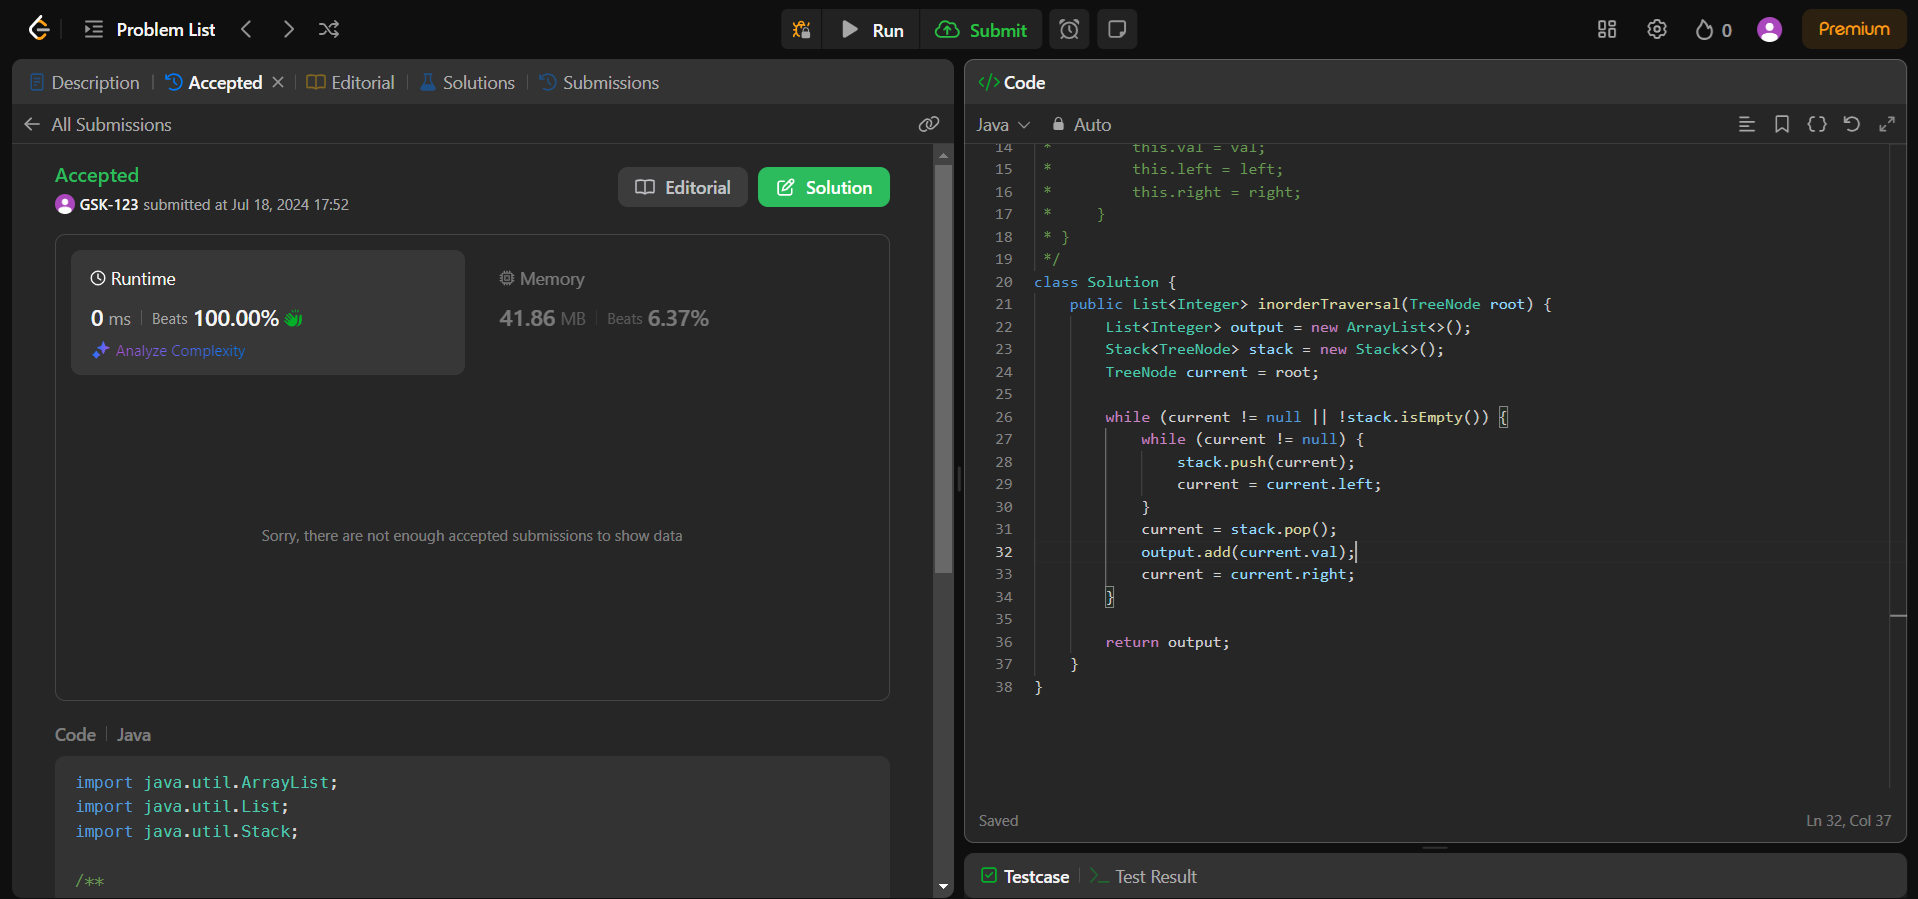 Problem List
Run
Submit
0
Premium
Description
Accepted
Editorial
Solutions
Submissions
All Submissions
Accepted
Editorial
Solution
GSK-123 submitted at Jul 18, 2024 17:52
Runtime
0 ms | Beats 100.00%
Analyze Complexity
Memory
41.86 MB | Beats 6.37%
Sorry, there are not enough accepted submissions to show data
Code | Java
import java.util.ArrayList;
import java.util.List;
import java.util.Stack;
/**
</> Code
Java
Auto
14 * this.val = val;
15 * this.left = left;
16 * this.right = right;
17 * }
18 * }
19 */
20 class Solution {
21 public List<Integer> inorderTraversal(TreeNode root) {
22 List<Integer> output = new ArrayList<>();
23 Stack<TreeNode> stack = new Stack<>();
24 TreeNode current = root;
25
26 while (current != null || !stack.isEmpty()) {
27 while (current != null) {
28 stack.push(current);
29 current = current.left;
30 }
31 current = stack.pop();
32 output.add(current.val);
33 current = current.right;
34 }
35
36 return output;
37 }
38 }
Saved
Ln 32, Col 37
Testcase
>_ Test Result